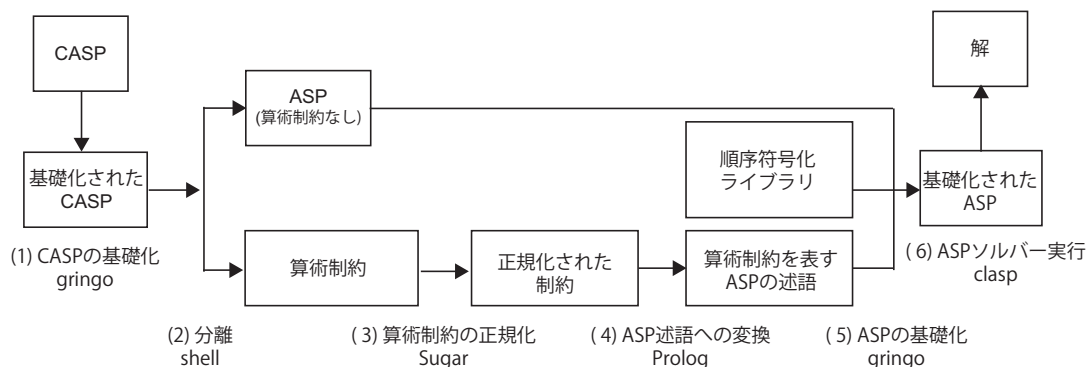 CASP
解
ASP
(算術制約なし)
順序符号化
ライブラリ
基礎化された
CASP
基礎化された
ASP
(1) CASPの基礎化
gringo
算術制約
正規化された
制約
算術制約を表す
ASPの述語
( 6) ASPソルバー実行
clasp
(2) 分離
shell
( 3) 算術制約の正規化
Sugar
( 4) ASP述語への変換
Prolog
( 5) ASPの基礎化
gringo